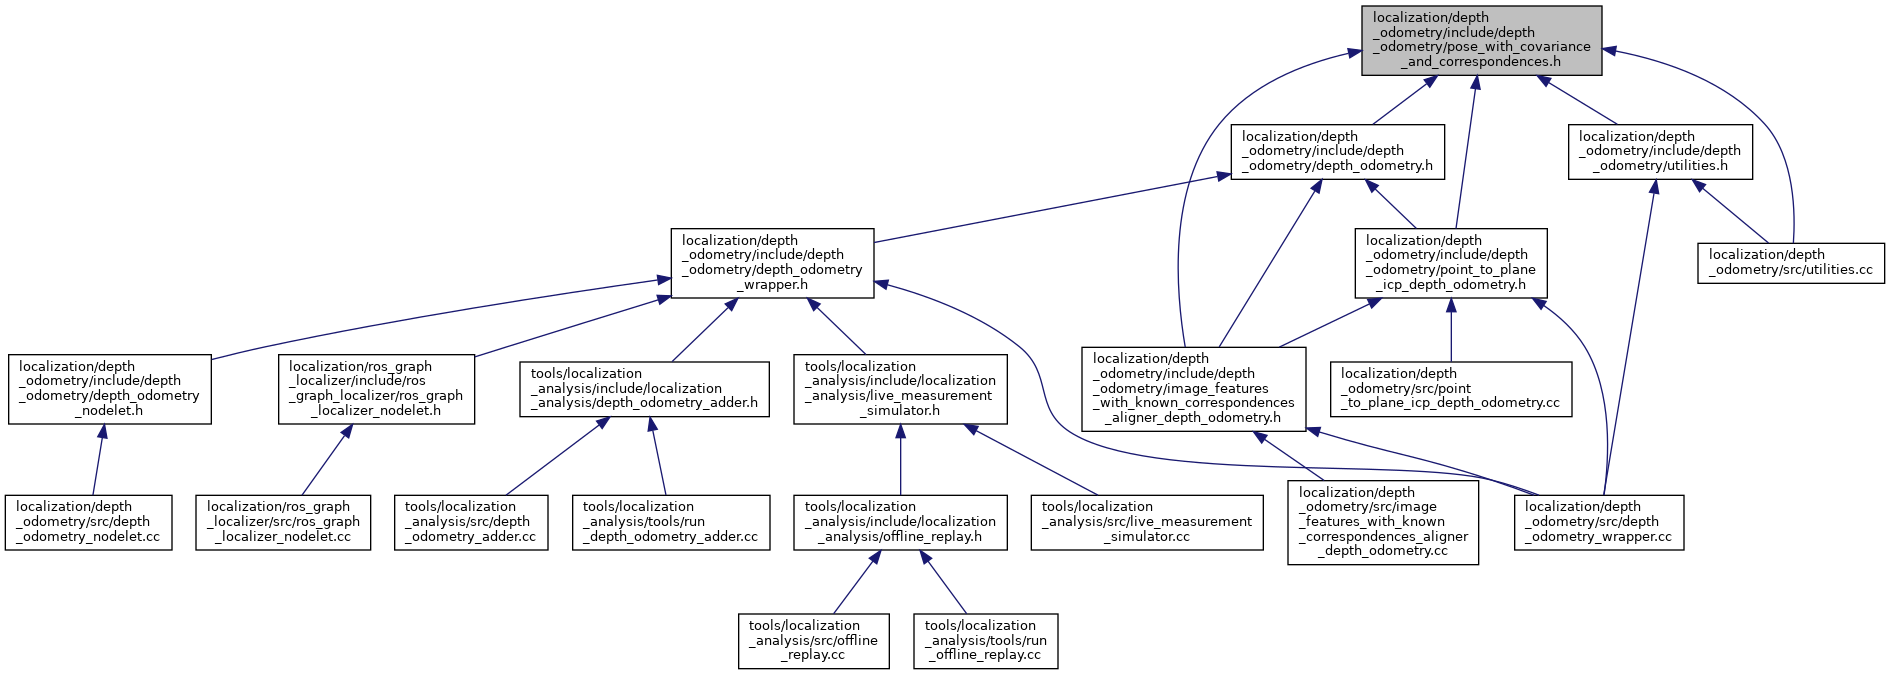 localization/depth
_odometry/include/depth
_odometry/pose_with_covariance
_and_correspondences.h
localization/depth
_odometry/include/depth
_odometry/depth_odometry.h
localization/depth
_odometry/include/depth
_odometry/utilities.h
localization/depth
_odometry/include/depth
_odometry/depth_odometry
_wrapper.h
localization/depth
_odometry/include/depth
_odometry/point_to_plane
_icp_depth_odometry.h
localization/depth
_odometry/src/utilities.cc
localization/depth
_odometry/include/depth
_odometry/depth_odometry
_nodelet.h
localization/ros_graph
_localizer/include/ros
_graph_localizer/ros_graph
_localizer_nodelet.h
tools/localization
_analysis/include/localization
_analysis/depth_odometry_adder.h
tools/localization
_analysis/include/localization
_analysis/live_measurement
_simulator.h
localization/depth
_odometry/include/depth
_odometry/image_features
_with_known_correspondences
_aligner_depth_odometry.h
localization/depth
_odometry/src/point
_to_plane_icp_depth_odometry.cc
localization/depth
_odometry/src/depth
_odometry_nodelet.cc
localization/ros_graph
_localizer/src/ros_graph
_localizer_nodelet.cc
tools/localization
_analysis/src/depth
_odometry_adder.cc
tools/localization
_analysis/tools/run
_depth_odometry_adder.cc
tools/localization
_analysis/include/localization
_analysis/offline_replay.h
tools/localization
_analysis/src/live_measurement
_simulator.cc
localization/depth
_odometry/src/image
_features_with_known
_correspondences_aligner
_depth_odometry.cc
localization/depth
_odometry/src/depth
_odometry_wrapper.cc
tools/localization
_analysis/src/offline
_replay.cc
tools/localization
_analysis/tools/run
_offline_replay.cc